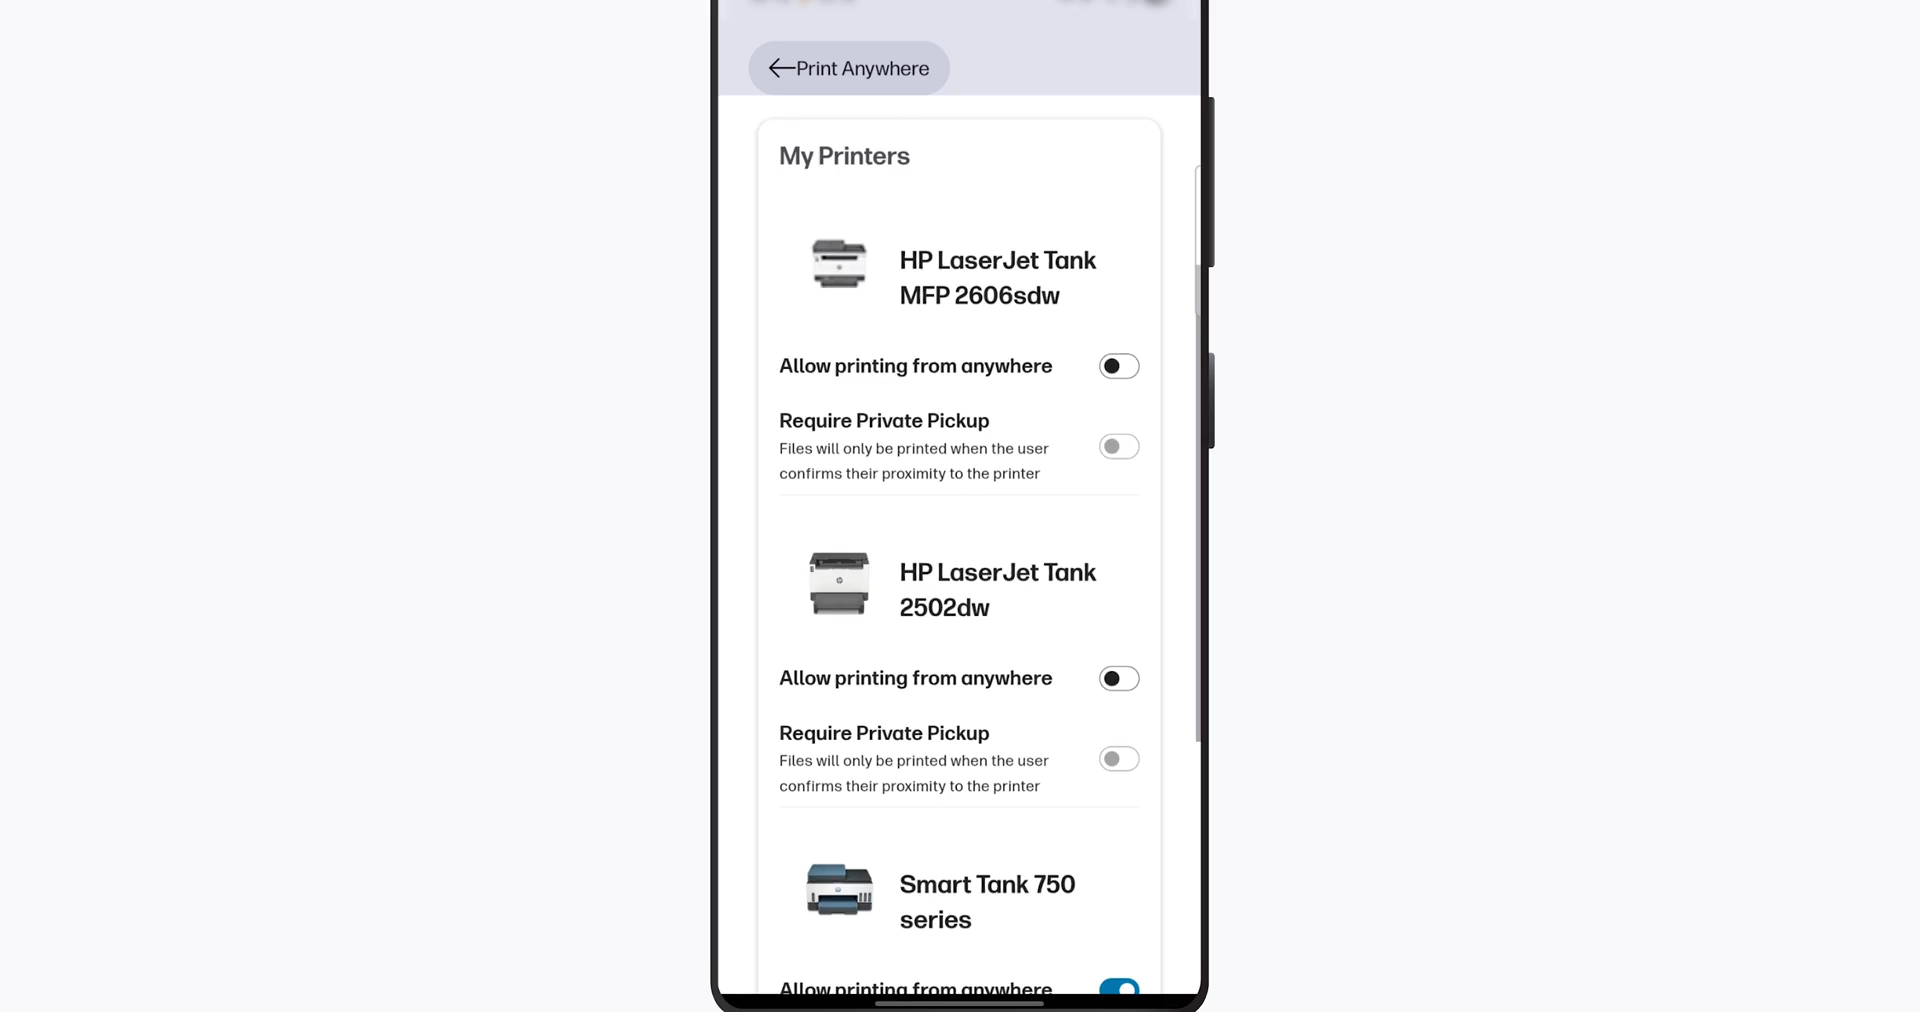 Print Anywhere
My Printers
HP LaserJet Tank
MFP 2606sdw
Allow printing from anywhere
Require Private Pickup
Files will only be printed when the user
confirms their proximity to the printer
HP LaserJet Tank
2502dw
Allow printing from anywhere
Require Private Pickup
Files will only be printed when the user
confirms their proximity to the printer
Smart Tank 750
series
Allow printing from anywhere